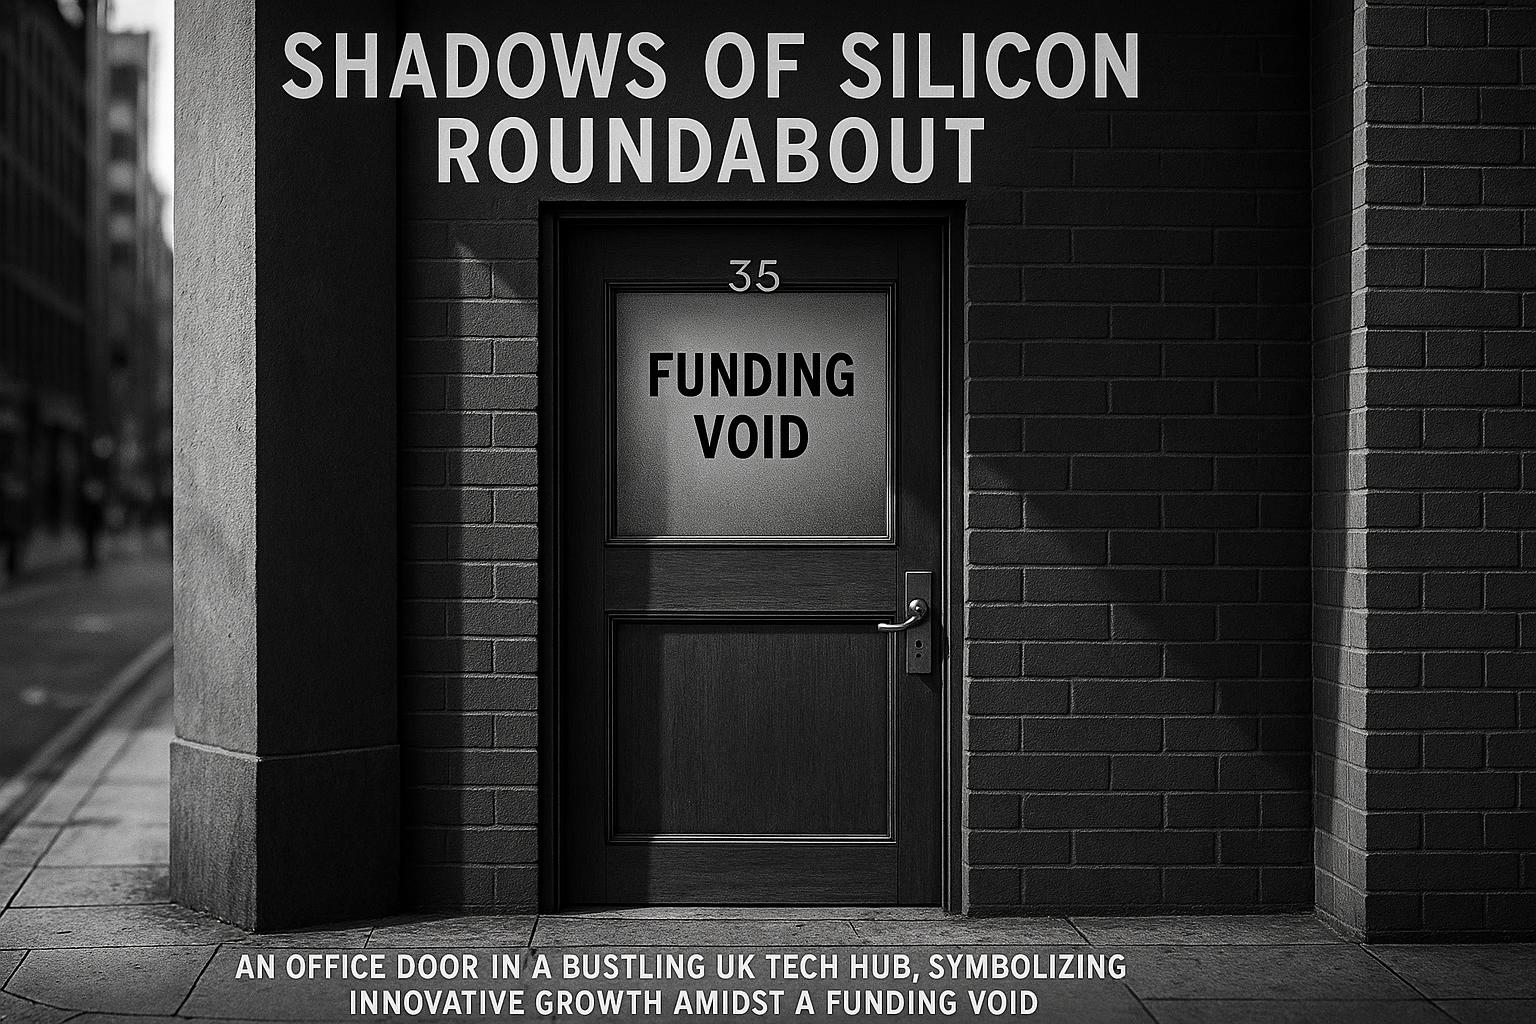 SHADOWS OF SILICON
ROUNDABOUT
35
FUNDING
VOID
AN OFFICE DOOR IN A BUSTLING UK TECH HUB, SYMBOLIZING
INNOVATIVE GROWTH AMIDST A FUNDING VOID